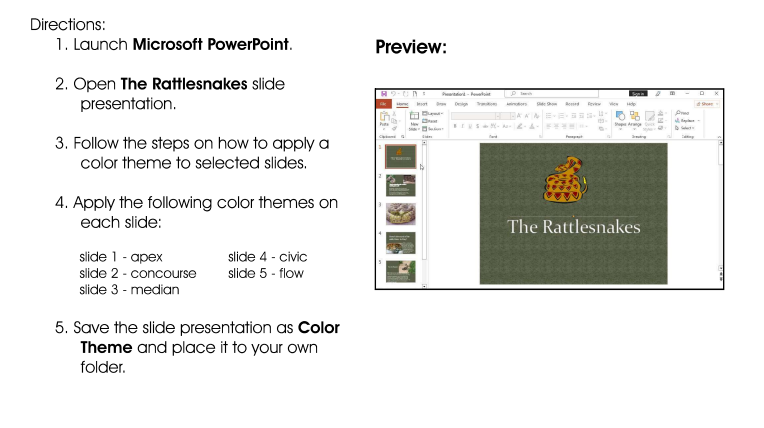 Directions:
1. Launch Microsoft PowerPoint.
2. Open The Rattlesnakes slide
presentation.
3. Follow the steps on how to apply a
color theme to selected slides.
4. Apply the following color themes on
each slide:
slide 1 - apex
slide 2 - concourse
slide 3 - median
slide 4 - civic
slide 5 - flow
5. Save the slide presentation as Color
Theme and place it to your own
folder.
Preview:
Presentation1 - PowerPoint
Search
Sign in
File Home Insert Draw Design Transitions Animations Slide Show Record Review View Help
Share
Paste
New
Layout
Reset
Section
Shapes Arrange
Find
Replace
Select
Clipboard Slides Font Paragraph Drawing Editing
1
2
3
4
5
The Rattlesnakes